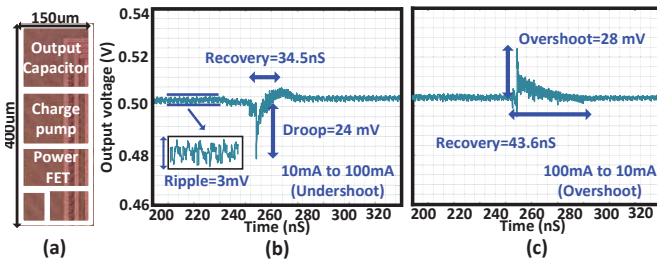 150um
400um
Output
Capacitor
Charge
pump
Power
FET
(a)
Output voltage (V)
0.54
0.50
0.48
0.46
Recovery=34.5nS
Droop=24 mV
Ripple=3mV
10mA to 100mA
(Undershoot)
200 220 240 260 280 300 320
Time (nS)
(b)
Overshoot=28 mV
Recovery=43.6nS
100mA to 10mA
(Overshoot)
200 220 240 260 280 300 320
Time (nS)
(c)